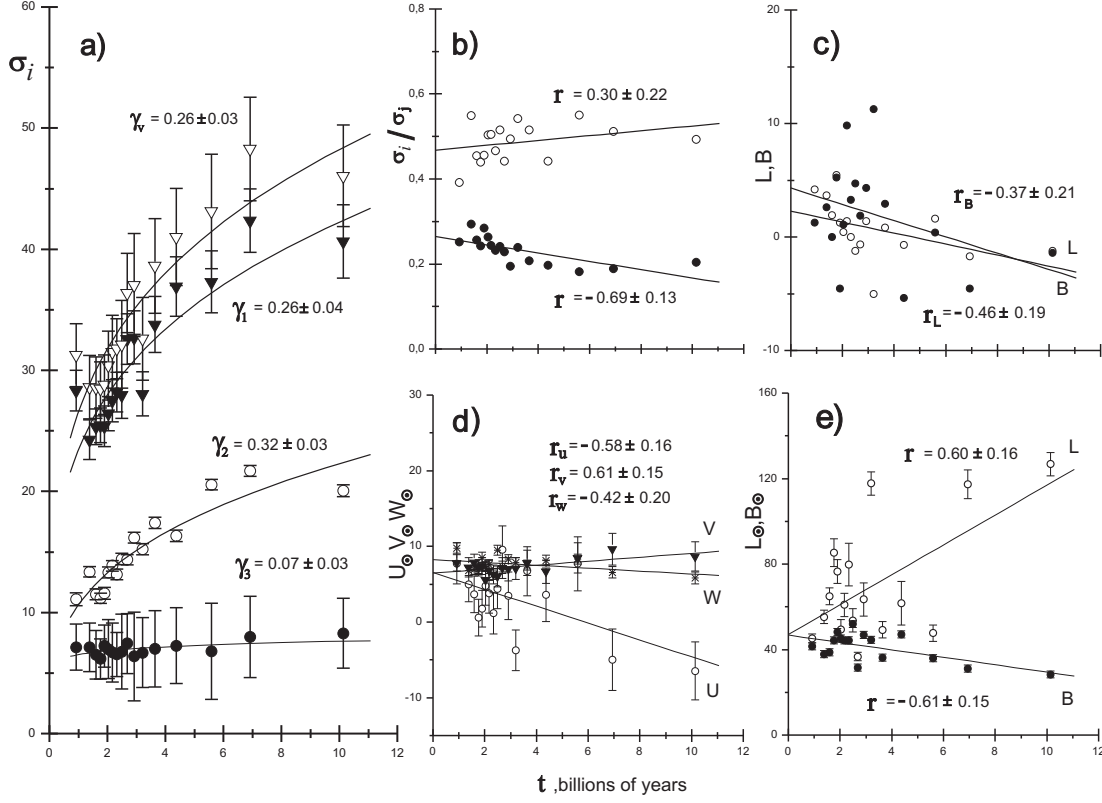 a)
σi
60
50
40
30
20
10
0
γv = 0.26±0.03
γ1 = 0.26±0.04
γ2 = 0.32±0.03
γ3 = 0.07±0.03
0 2 4 6 8 10 12
b)
σi/σj
0,8
0,6
0,4
0,2
0,0
r = 0.30±0.22
r = -0.69±0.13
c)
L,B
20
10
0
-10
rB = -0.37±0.21
L
B
rL = -0.46±0.19
d)
U⊙ V⊙ W⊙
30
20
10
0
-10
ru = -0.58±0.16
rv = 0.61±0.15
rw = -0.42±0.20
V
W
U
0 2 4 6 8 10 12
e)
L⊙,B⊙
160
120
80
40
0
r = 0.60±0.16
L
r = -0.61±0.15
B
0 2 4 6 8 10 12
t ,billions of years